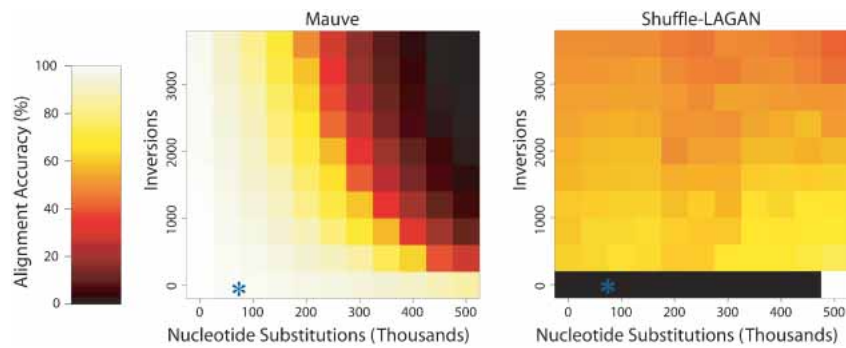 Mauve
Shuffle-LAGAN
Alignment Accuracy (%)
100
80
60
40
20
0
Inversions
3000
2000
1000
0
0 100 200 300 400 500
Nucleotide Substitutions (Thousands)
*
Inversions
3000
2000
1000
0
0 100 200 300 400 500
Nucleotide Substitutions (Thousands)
*